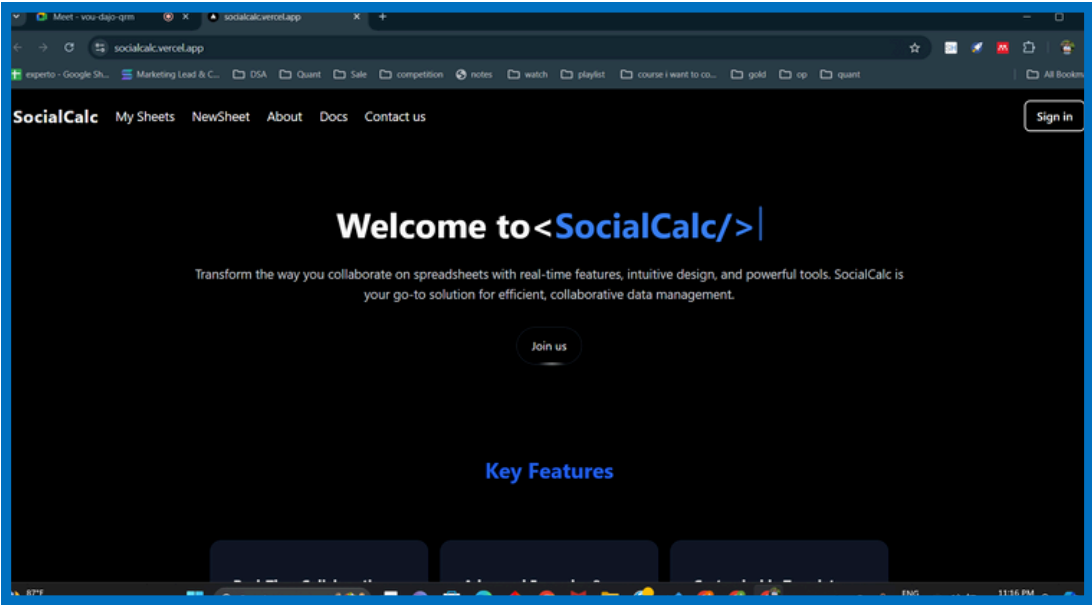 Meet - vou-dajo-qrm
socialcalc.vercel.app
socialcalc.vercel.app
experto - Google Sh... Marketing Lead & C... DSA Quant Sale competition notes watch playlist course i want to co... gold op quant All Bookm
SocialCalc My Sheets NewSheet About Docs Contact us Sign in
Welcome to<SocialCalc/>
Transform the way you collaborate on spreadsheets with real-time features, intuitive design, and powerful tools. SocialCalc is
your go-to solution for efficient, collaborative data management.
Join us
Key Features
87°F ENG 11:16 PM